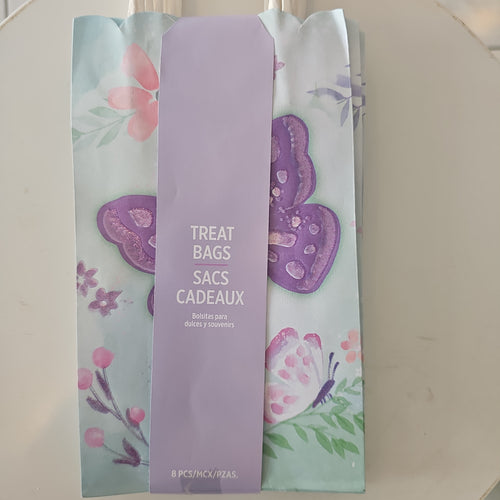 TREAT
BAGS
SACS
CADEAUX
Bolsitas para
dulces y souvenirs
8 PCS/MCX/PZAS.